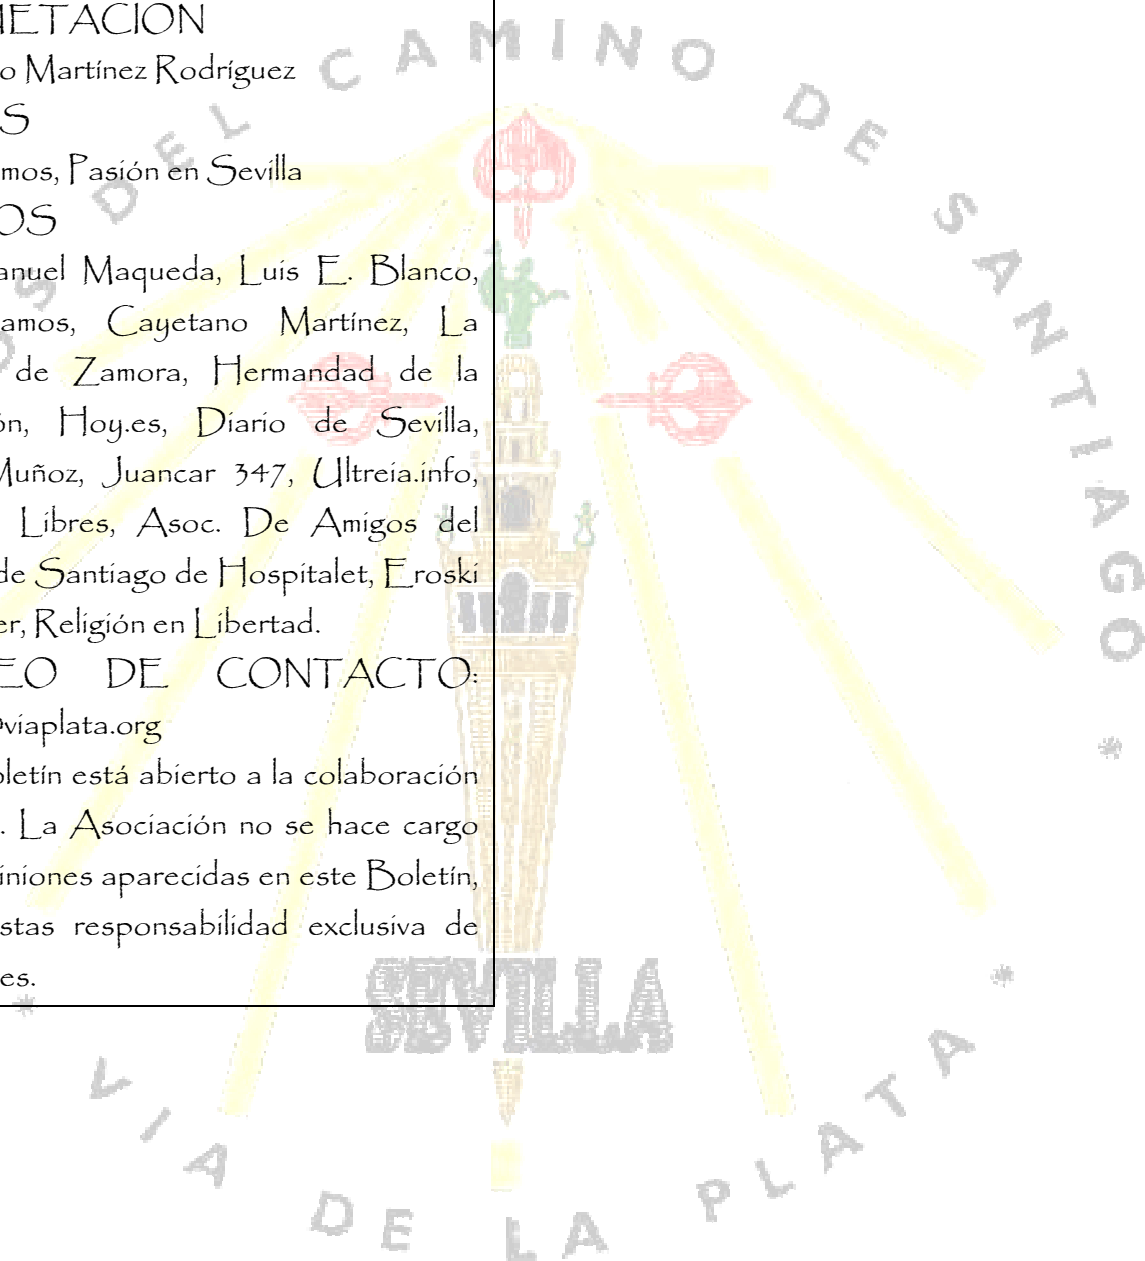 ETACION
o Martínez Rodríguez
S
mos, Pasión en Sevilla
OS
anuel Maqueda, Luis E. Blanco,
amos, Cayetano Martínez, La
de Zamora, Hermandad de la
ón, Hoy.es, Diario de Sevilla,
Muñoz, Juancar 347, Ultreia.info,
Libres, Asoc. De Amigos del
de Santiago de Hospitalet, Eroski
er, Religión en Libertad.
EO DE CONTACTO:
@viaplata.org
oletín está abierto a la colaboración
. La Asociación no se hace cargo
iniones aparecidas en este Boletín,
stas responsabilidad exclusiva de
es.
OS DEL CAMINO DE SANTIAGO *
SEVILLA
* VIA DE LA PLATA *